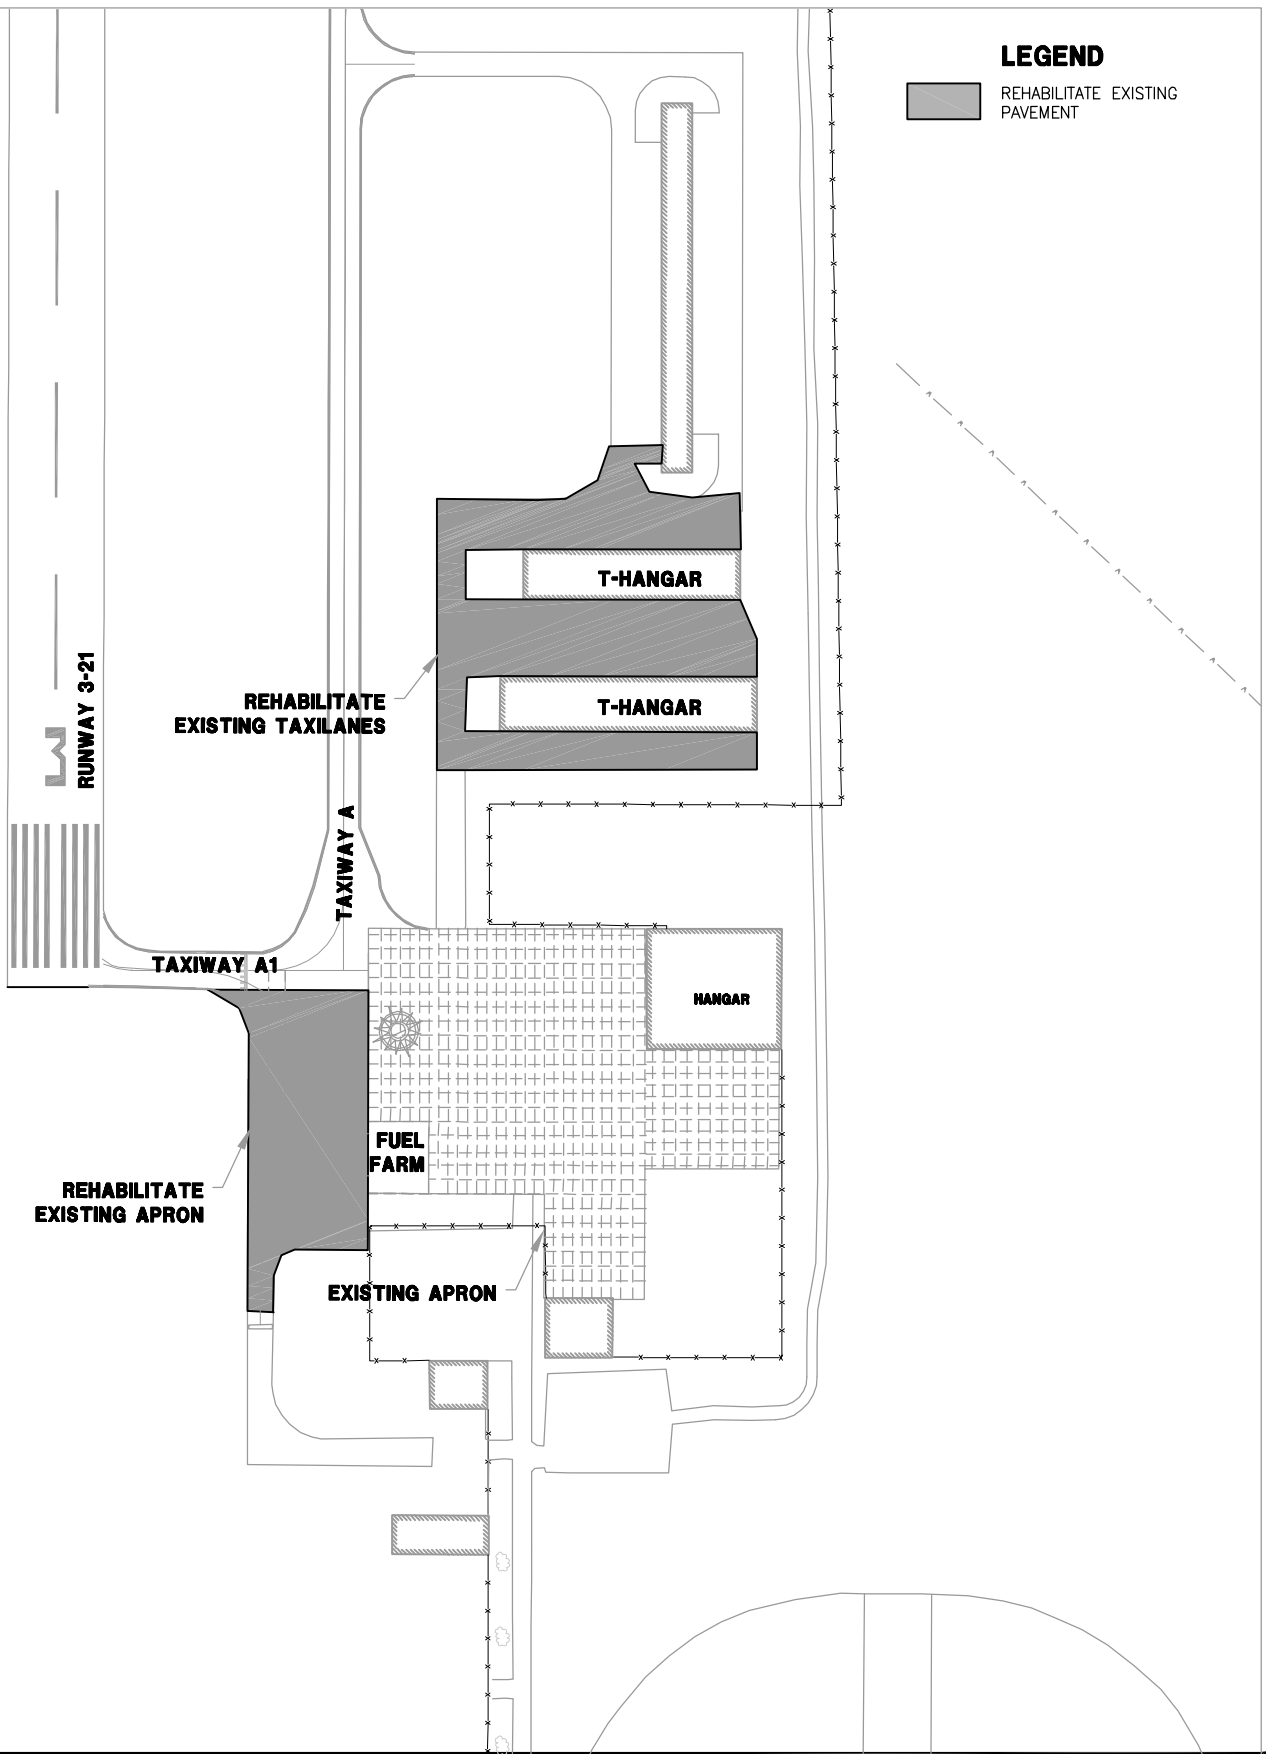 LEGEND
REHABILITATE EXISTING
PAVEMENT
T-HANGAR
T-HANGAR
REHABILITATE
EXISTING TAXILANES
RUNWAY 3-21
3
TAXIWAY A
TAXIWAY A1
HANGAR
FUEL
FARM
REHABILITATE
EXISTING APRON
EXISTING APRON